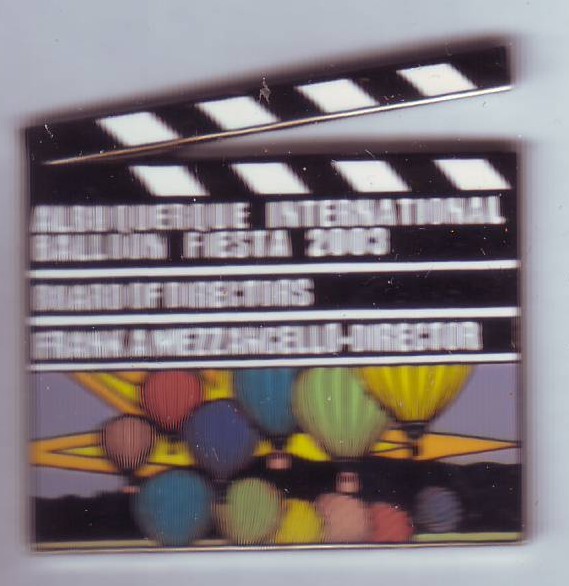 ALBUQUERQUE INTERNATIONAL
BALLOON FIESTA 2003
BOARD OF DIRECTORS
FRANK A MEZZANCELLO-DIRECTOR